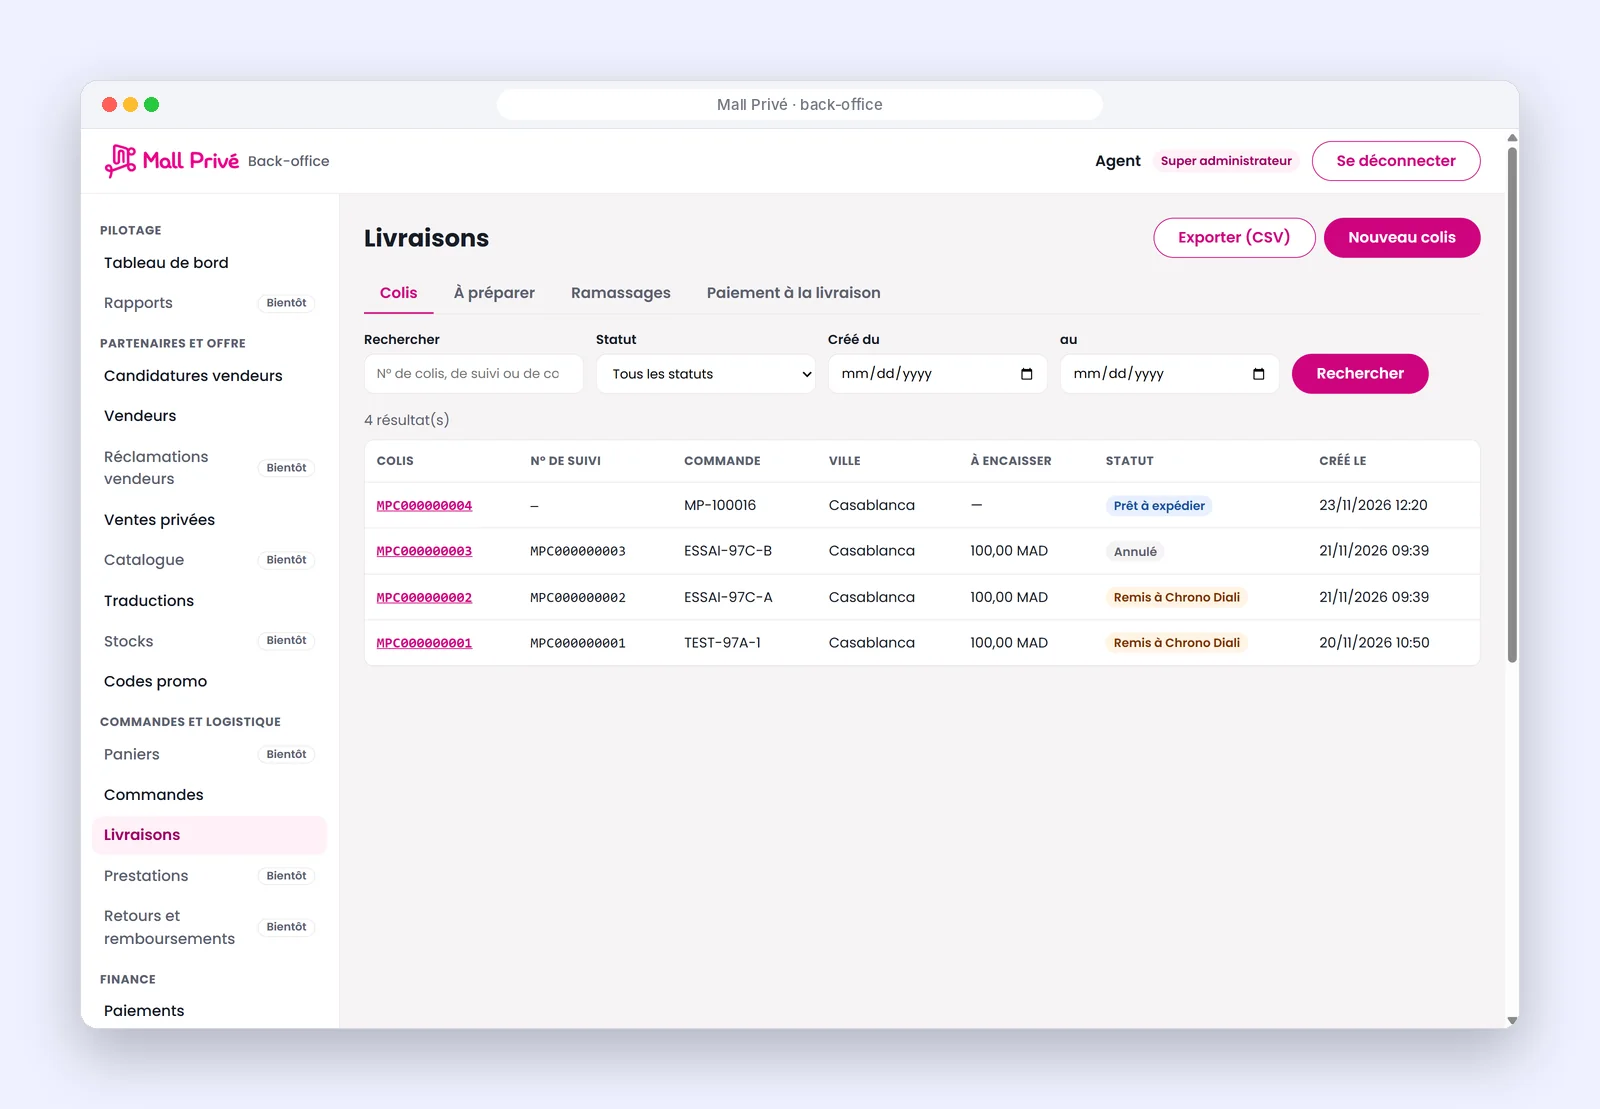 Mall Privé · back-office
Mall Privé Back-office
Agent Super administrateur Se déconnecter
PILOTAGE
Tableau de bord
Rapports Bientôt
PARTENAIRES ET OFFRE
Candidatures vendeurs
Vendeurs
Réclamations
vendeurs Bientôt
Ventes privées
Catalogue Bientôt
Traductions
Stocks Bientôt
Codes promo
COMMANDES ET LOGISTIQUE
Paniers Bientôt
Commandes
Livraisons
Prestations Bientôt
Retours et
remboursements Bientôt
FINANCE
Paiements
Livraisons
Exporter (CSV) Nouveau colis
Colis À préparer Ramassages Paiement à la livraison
Rechercher Statut Créé du au
N° de colis, de suivi ou de co Tous les statuts mm/dd/yyyy mm/dd/yyyy Rechercher
4 résultat(s)
COLIS N° DE SUIVI COMMANDE VILLE À ENCAISSER STATUT CRÉÉ LE
MPC000000004 — MP-100016 Casablanca — Prêt à expédier 23/11/2026 12:20
MPC000000003 MPC000000003 ESSAI-97C-B Casablanca 100,00 MAD Annulé 21/11/2026 09:39
MPC000000002 MPC000000002 ESSAI-97C-A Casablanca 100,00 MAD Remis à Chrono Diali 21/11/2026 09:39
MPC000000001 MPC000000001 TEST-97A-1 Casablanca 100,00 MAD Remis à Chrono Diali 20/11/2026 10:50